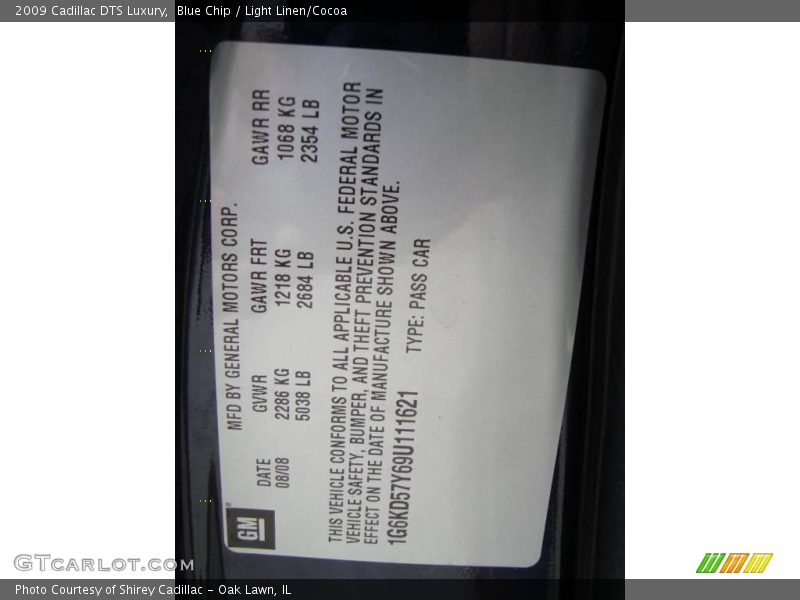 2009 Cadillac DTS Luxury, Blue Chip / Light Linen/Cocoa
GM
MFD BY GENERAL MOTORS CORP.
DATE GVWR GAWR FRT GAWR RR
08/08 2286 KG 1218 KG 1068 KG
5038 LB 2684 LB 2354 LB
THIS VEHICLE CONFORMS TO ALL APPLICABLE U.S. FEDERAL MOTOR
VEHICLE SAFETY, BUMPER, AND THEFT PREVENTION STANDARDS IN
EFFECT ON THE DATE OF MANUFACTURE SHOWN ABOVE.
1G6KD57Y69U111621 TYPE: PASS CAR
GTCarLot.com
Photo Courtesy of Shirey Cadillac – Oak Lawn, IL